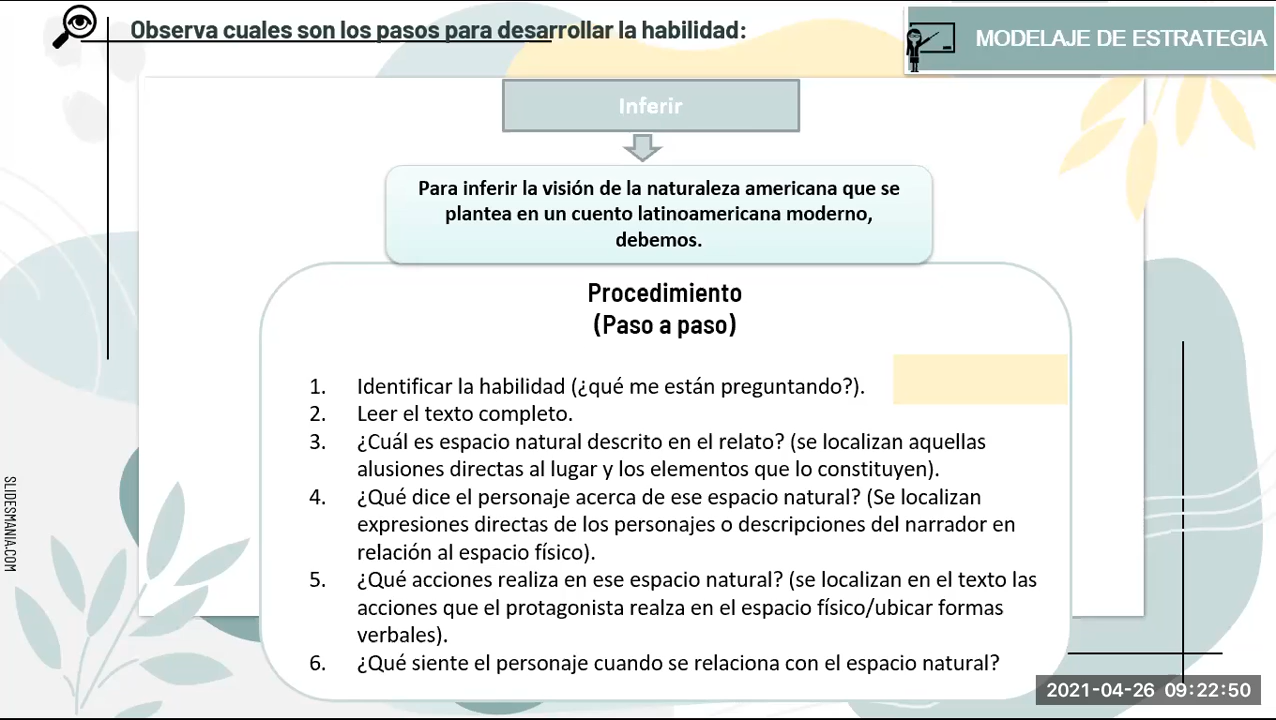 Observa cuales son los pasos para desarrollar la habilidad:
MODELAJE DE ESTRATEGIA
Inferir
Para inferir la visión de la naturaleza americana que se
plantea en un cuento latinoamericana moderno,
debemos.
Procedimiento
(Paso a paso)
1. Identificar la habilidad (¿qué me están preguntando?).
2. Leer el texto completo.
3. ¿Cuál es espacio natural descrito en el relato? (se localizan aquellas
alusiones directas al lugar y los elementos que lo constituyen).
4. ¿Qué dice el personaje acerca de ese espacio natural? (Se localizan
expresiones directas de los personajes o descripciones del narrador en
relación al espacio físico).
5. ¿Qué acciones realiza en ese espacio natural? (se localizan en el texto las
acciones que el protagonista realza en el espacio físico/ubicar formas
verbales).
6. ¿Qué siente el personaje cuando se relaciona con el espacio natural?
SLIDESMANIA.COM
2021-04-26 09:22:50